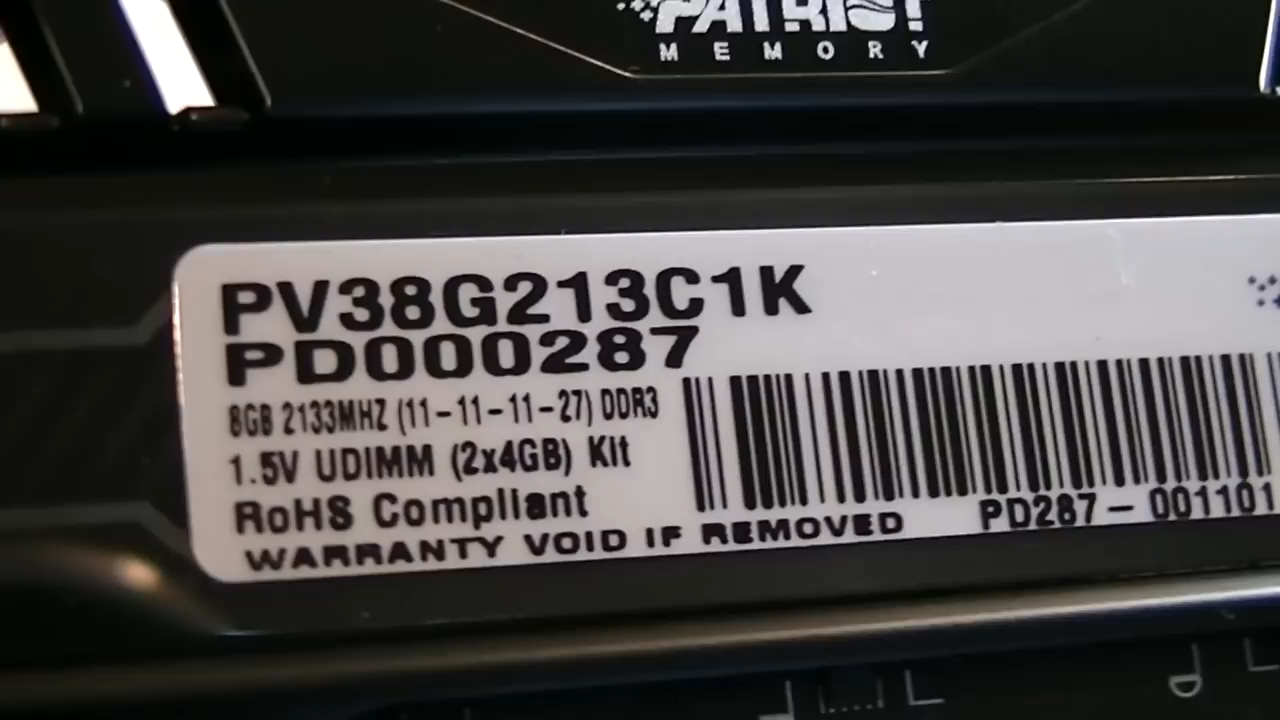 PATRIOT
MEMORY
PV38G213C1K
PD000287
8GB 2133MHZ (11-11-11-27) DDR3
1.5V UDIMM (2x4GB) Kit
RoHS Compliant
WARRANTY VOID IF REMOVED
PD287-001101